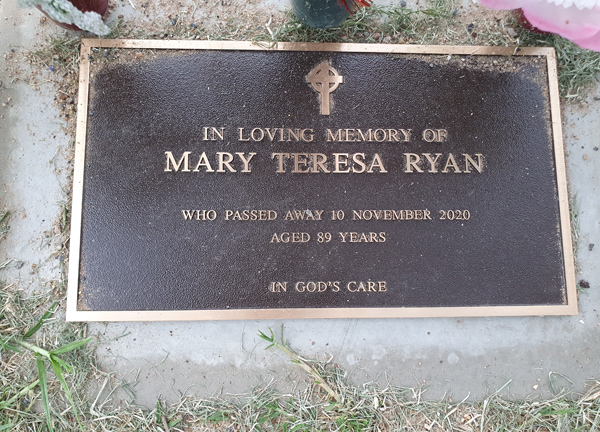 IN LOVING MEMORY OF
MARY TERESA RYAN
WHO PASSED AWAY 10 NOVEMBER 2020
AGED 89 YEARS
IN GOD'S CARE